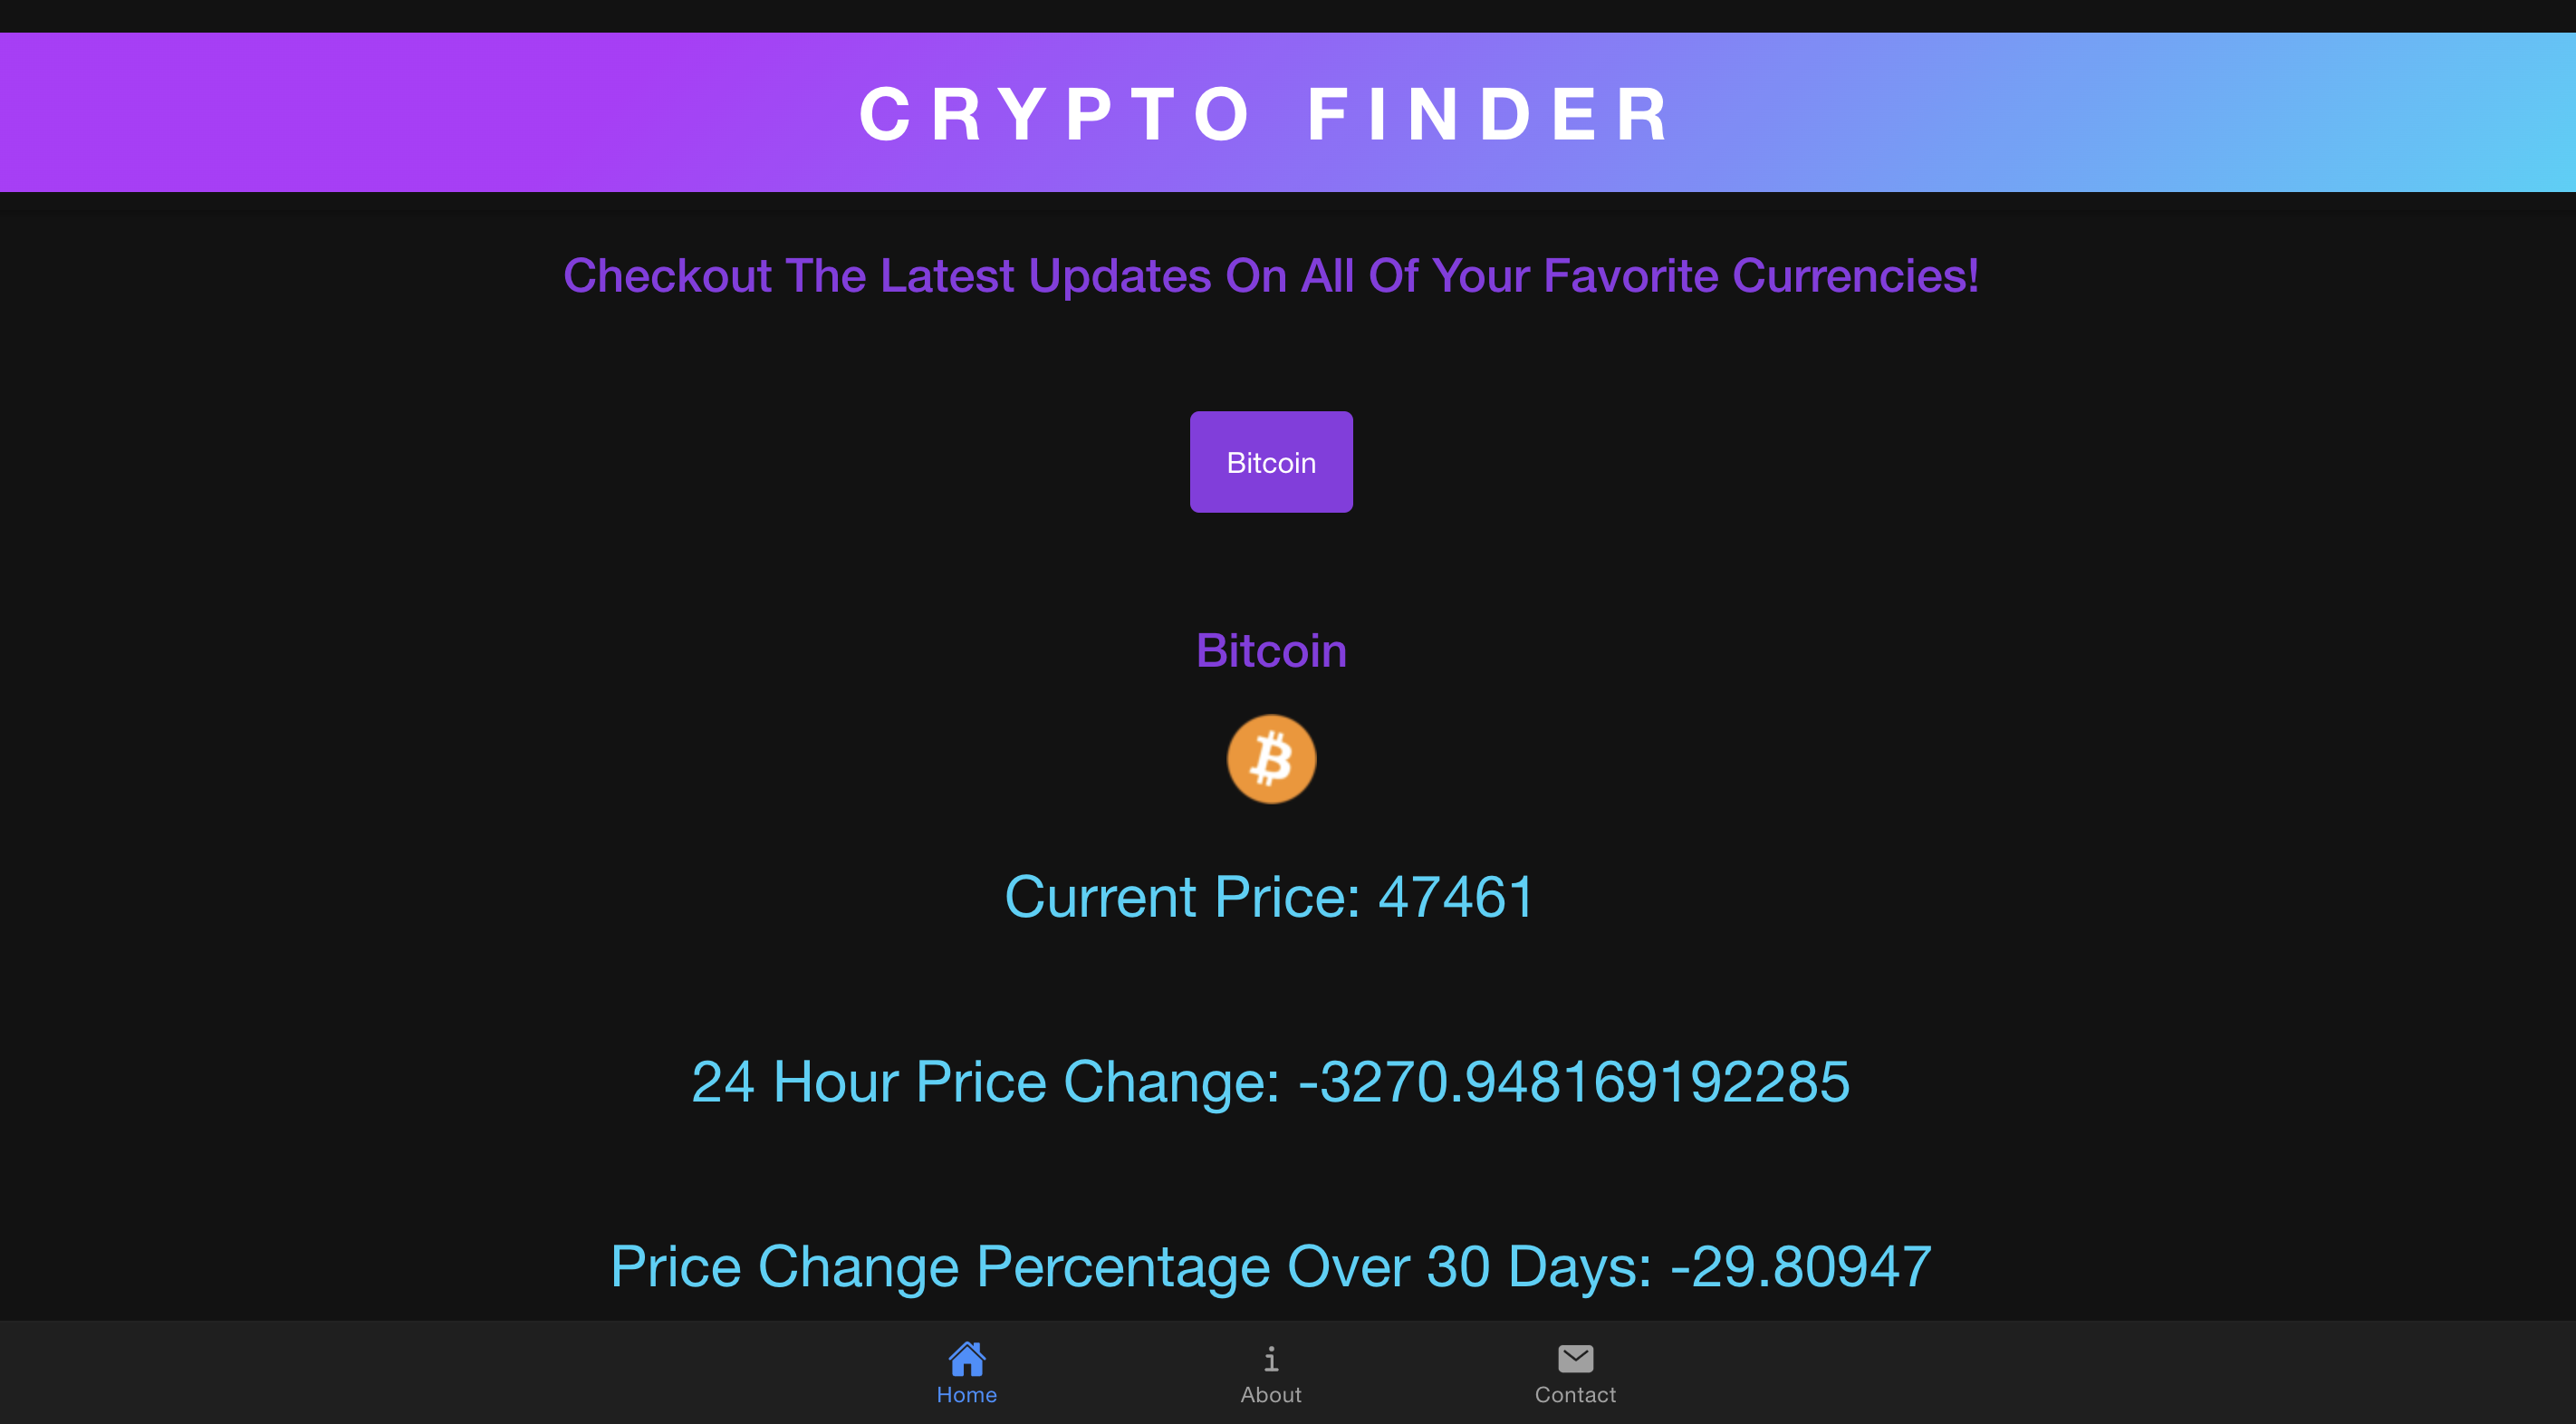 CRYPTO FINDER
Checkout The Latest Updates On All Of Your Favorite Currencies!
Bitcoin
Bitcoin
Current Price: 47461
24 Hour Price Change: -3270.948169192285
Price Change Percentage Over 30 Days: -29.80947
Home
About
Contact